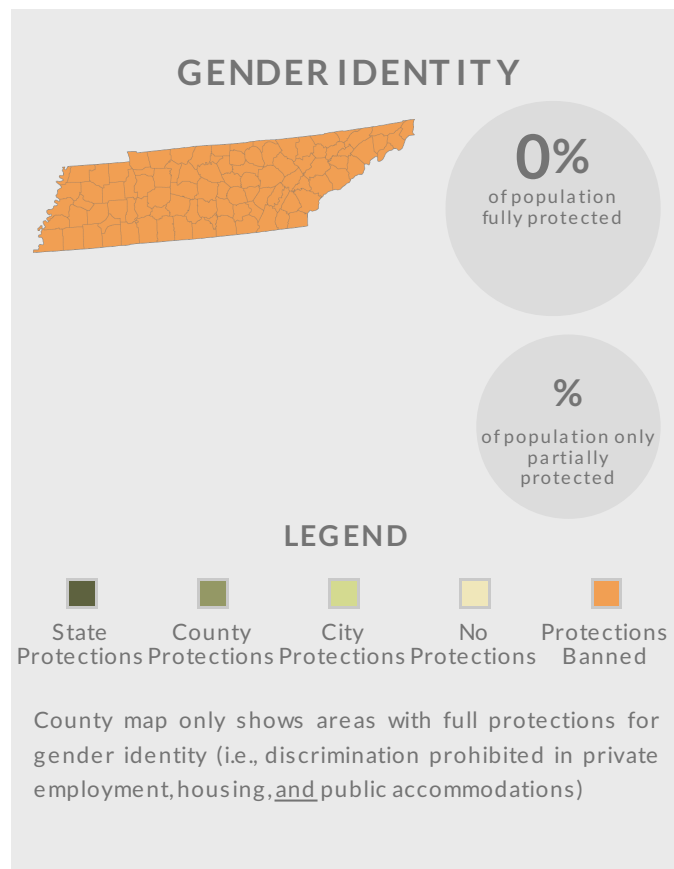 GENDER IDENTITY
0%
of population
fully protected
%
of population only
partially
protected
LEGEND
State
Protections
County
Protections
City
Protections
No
Protections
Protections
Banned
County map only shows areas with full protections for
gender identity (i.e., discrimination prohibited in private
employment, housing, and public accommodations)